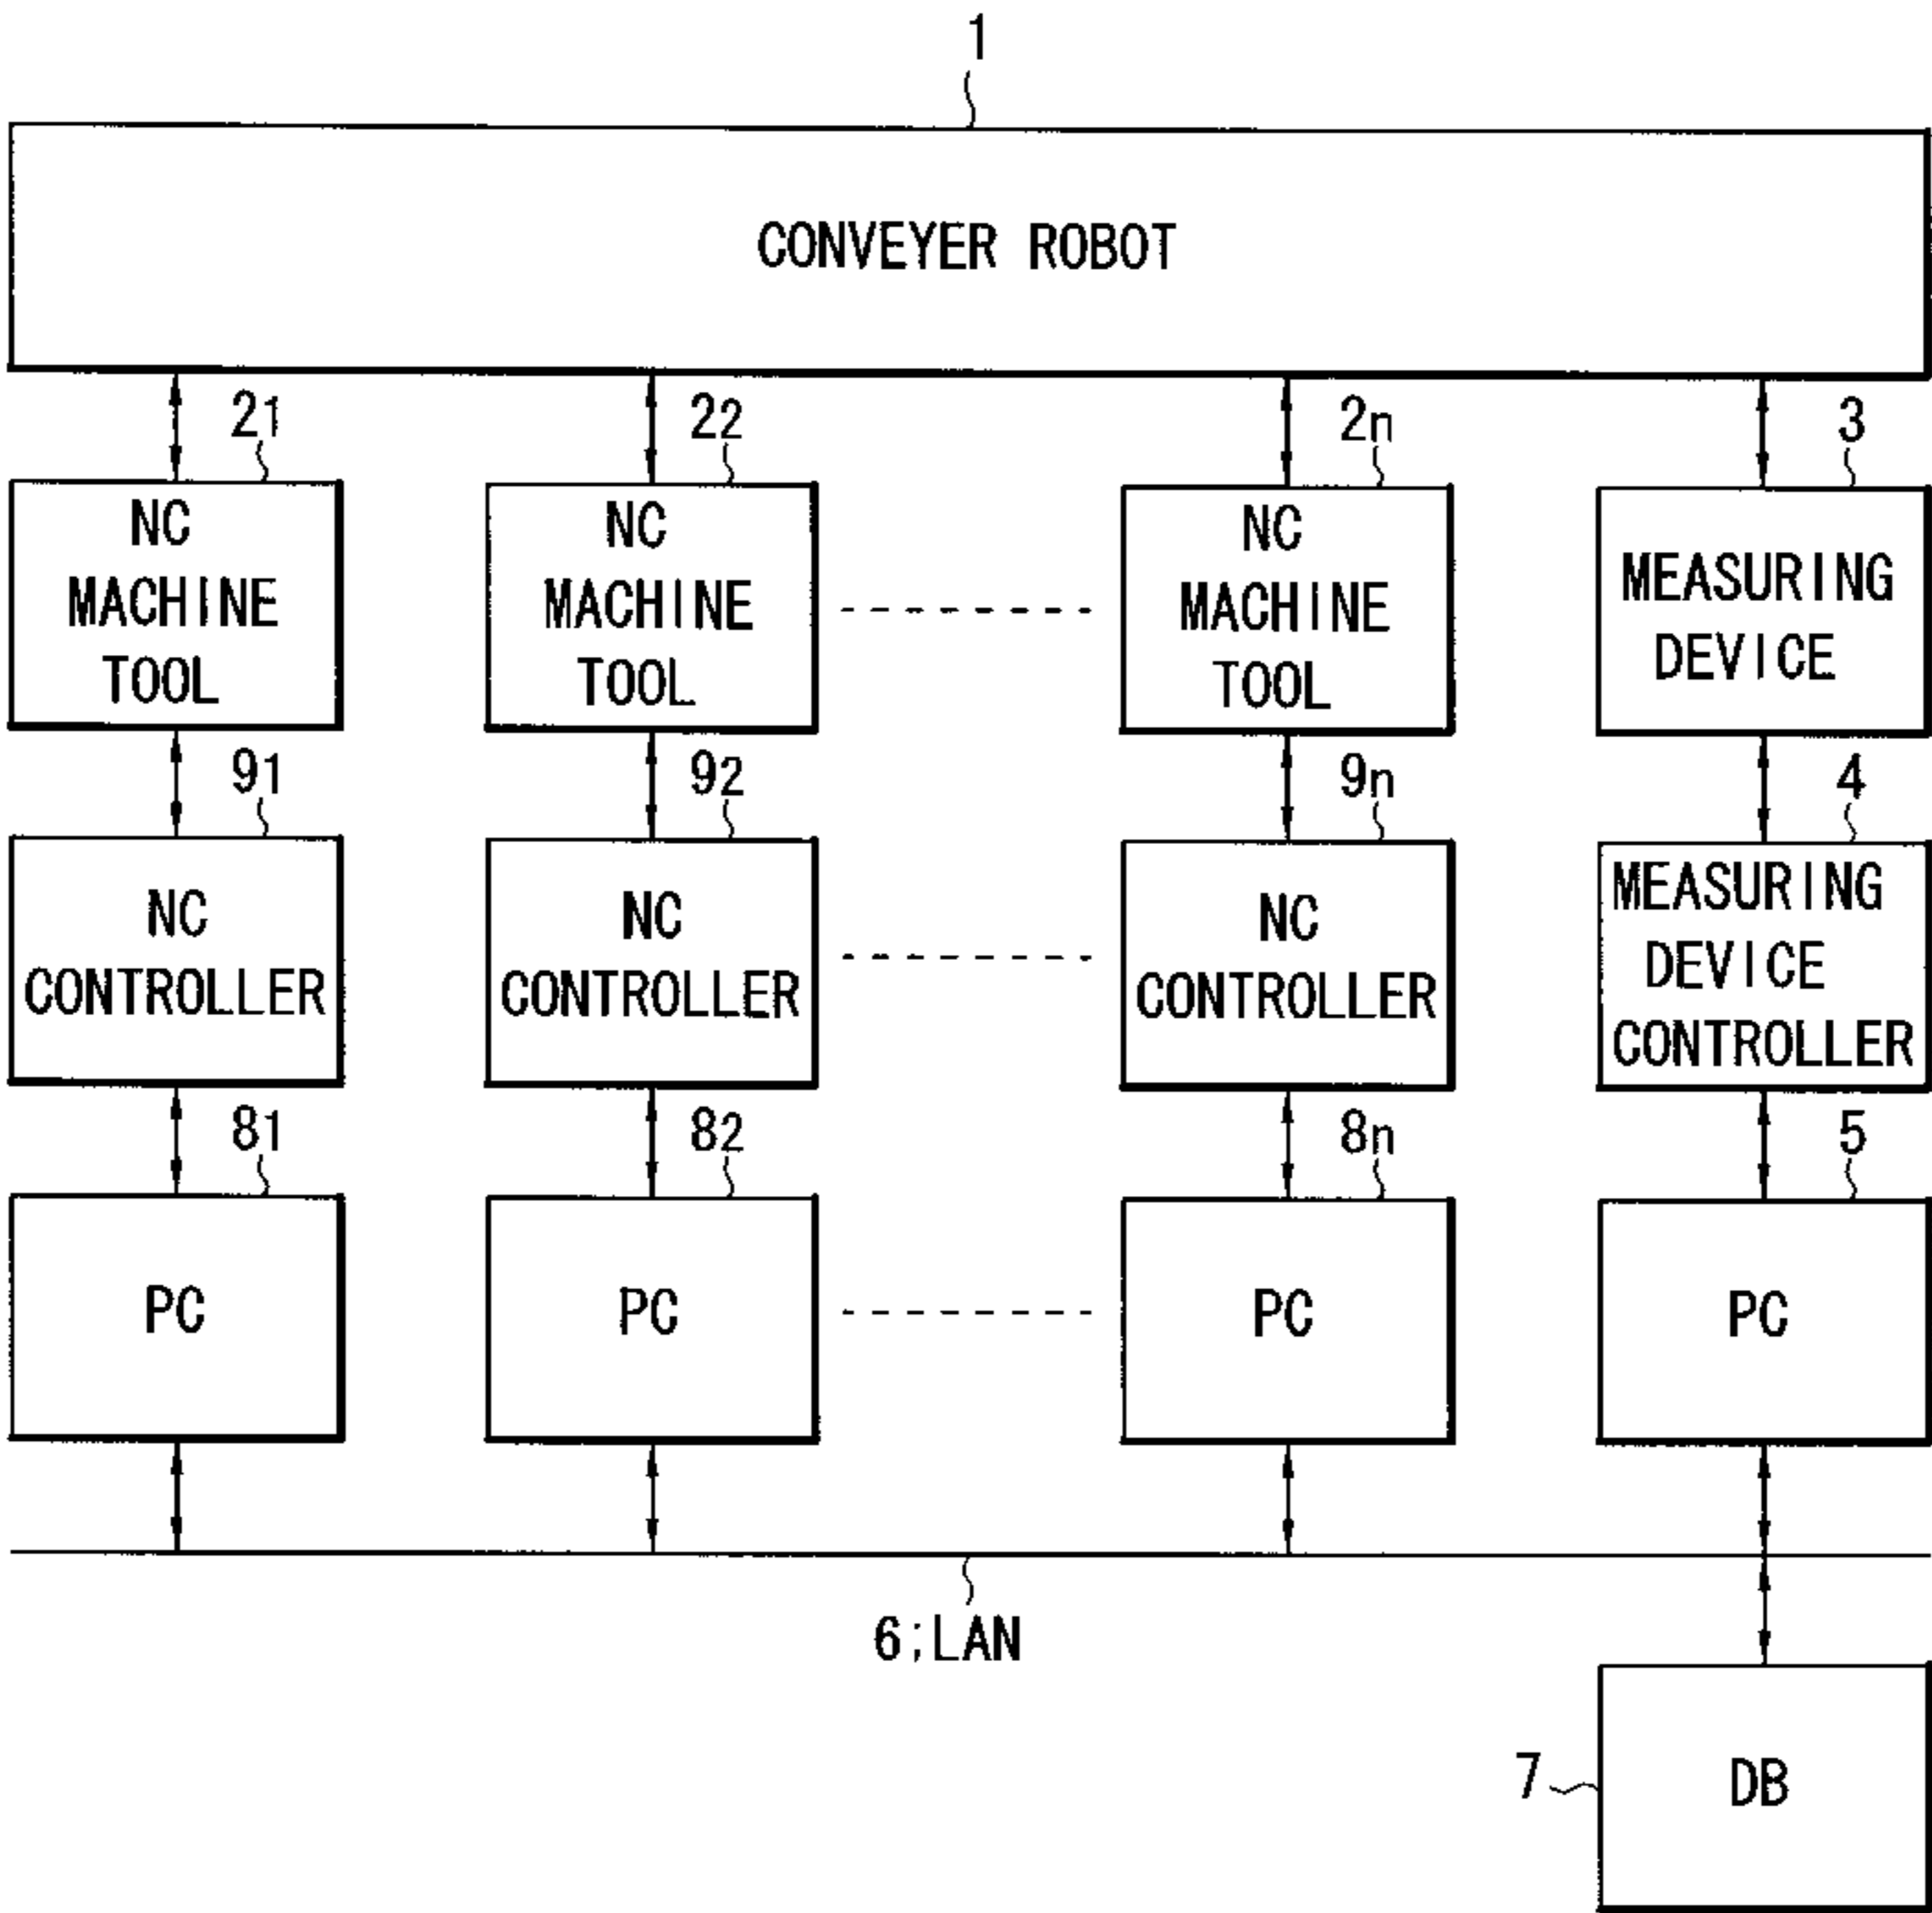 1
CONVEYER ROBOT
21
22
2n
3
NC
MACHINE
TOOL
NC
MACHINE
TOOL
NC
MACHINE
TOOL
MEASURING
DEVICE
91
92
9n
4
NC
CONTROLLER
NC
CONTROLLER
NC
CONTROLLER
MEASURING
DEVICE
CONTROLLER
81
82
8n
5
PC
PC
PC
PC
6;LAN
7
DB